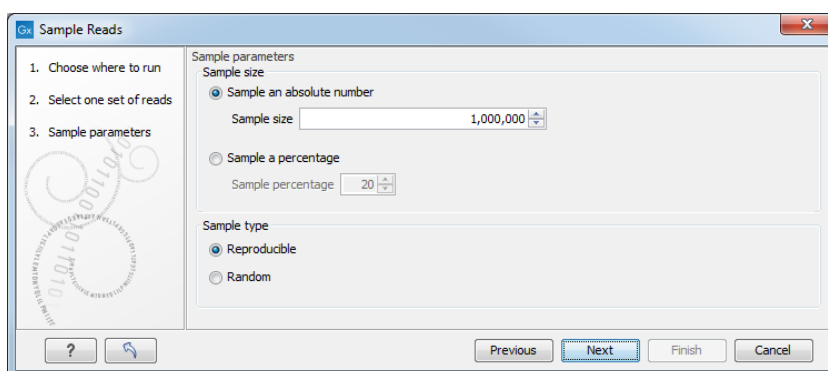 Gx Sample Reads
1. Choose where to run
2. Select one set of reads
3. Sample parameters
Sample parameters
Sample size
Sample an absolute number
Sample size 1,000,000
Sample a percentage
Sample percentage 20
Sample type
Reproducible
Random
? Previous Next Finish Cancel